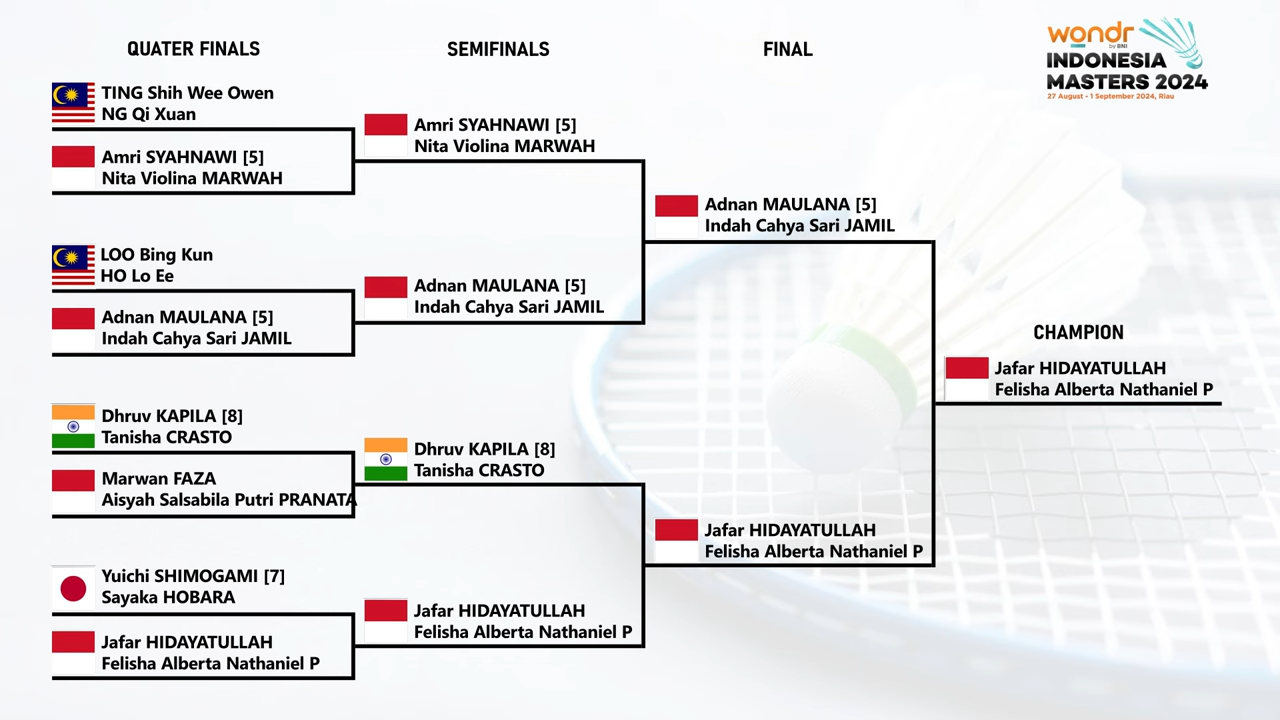 QUATER FINALS
SEMIFINALS
FINAL
wondr
by BNI
INDONESIA
MASTERS 2024
27 August - 1 September 2024, Riau
TING Shih Wee Owen
NG Qi Xuan
Amri SYAHNAWI [5]
Nita Violina MARWAH
LOO Bing Kun
HO Lo Ee
Adnan MAULANA [5]
Indah Cahya Sari JAMIL
Dhruv KAPILA [8]
Tanisha CRASTO
Marwan FAZA
Aisyah Salsabila Putri PRANATA
Yuichi SHIMOGAMI [7]
Sayaka HOBARA
Jafar HIDAYATULLAH
Felisha Alberta Nathaniel P
Amri SYAHNAWI [5]
Nita Violina MARWAH
Adnan MAULANA [5]
Indah Cahya Sari JAMIL
Dhruv KAPILA [8]
Tanisha CRASTO
Jafar HIDAYATULLAH
Felisha Alberta Nathaniel P
Adnan MAULANA [5]
Indah Cahya Sari JAMIL
Jafar HIDAYATULLAH
Felisha Alberta Nathaniel P
CHAMPION
Jafar HIDAYATULLAH
Felisha Alberta Nathaniel P